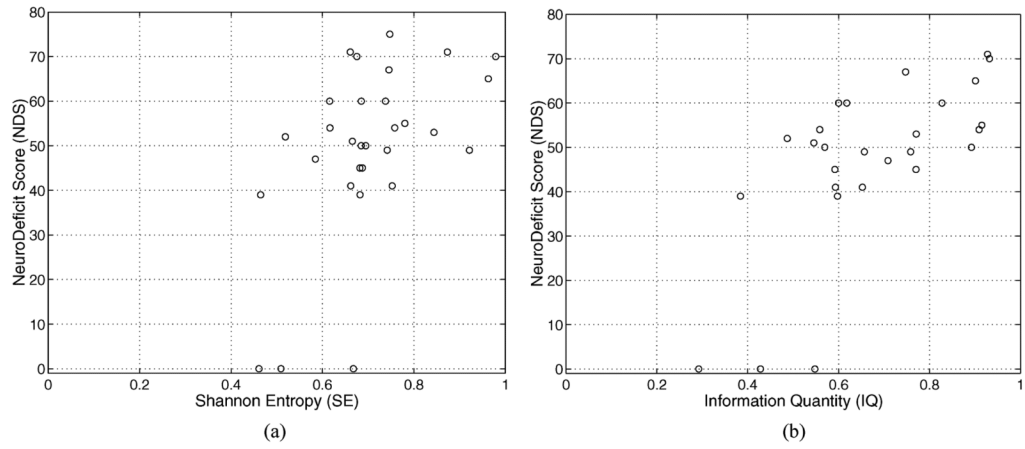 80
70
60
50
40
30
20
10
0
NeuroDeficit Score (NDS)
0 0.2 0.4 0.6 0.8 1
Shannon Entropy (SE)
(a)
80
70
60
50
40
30
20
10
0
NeuroDeficit Score (NDS)
0 0.2 0.4 0.6 0.8 1
Information Quantity (IQ)
(b)